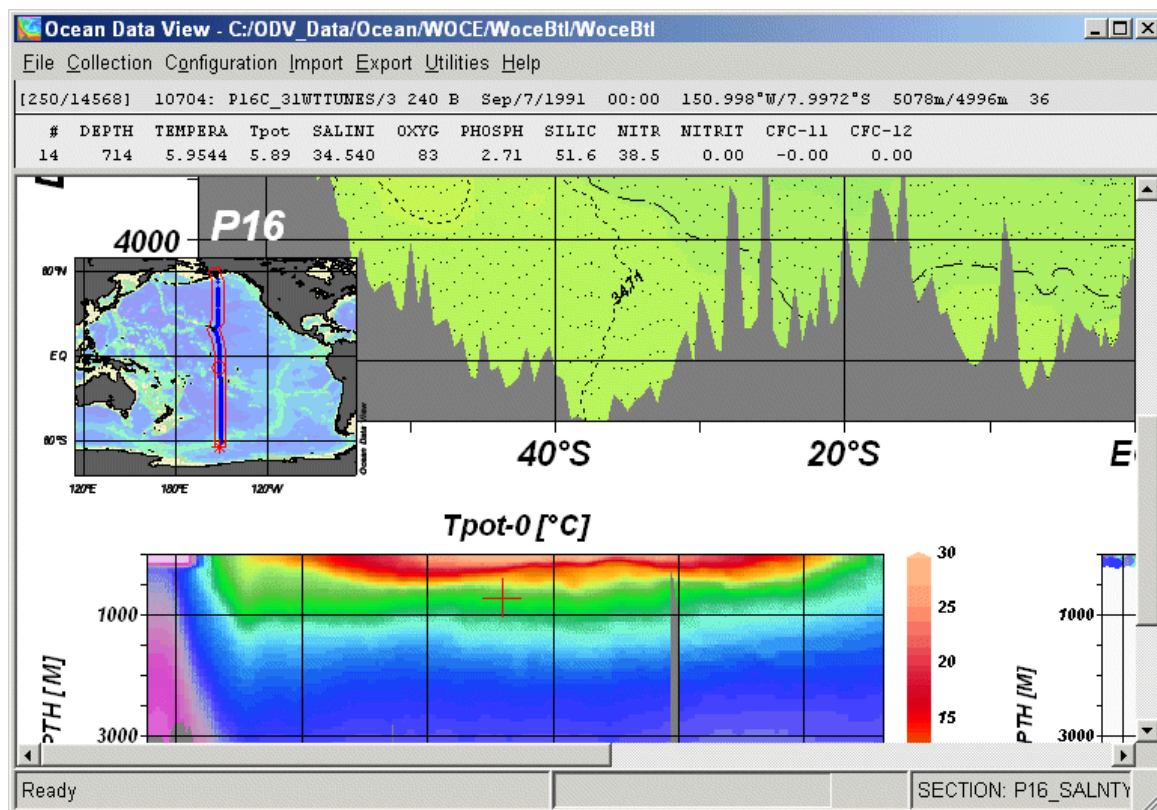 Ocean Data View - C:/ODV_Data/Ocean/WOCE/WoceBtl/WoceBtl
File Collection Configuration Import Export Utilities Help
[250/14568] 10704: P16C_31WTTUNES/3 240 B Sep/7/1991 00:00 150.998°W/7.9972°S 5078m/4996m 36
# DEPTH TEMPERA Tpot SALINI OXYG PHOSPH SILIC NITR NITRIT CFC-11 CFC-12
14 714 5.9544 5.89 34.540 83 2.71 51.6 38.5 0.00 -0.00 0.00
P16
4000
34.71
60°N
EQ
60°S
120°E 180°E 120°W
Ocean Data View
40°S 20°S E
Tpot-0 [°C]
1000
3000
PTH [M]
30
25
20
15
1000
3000
PTH [M]
Ready
SECTION: P16_SALNTY